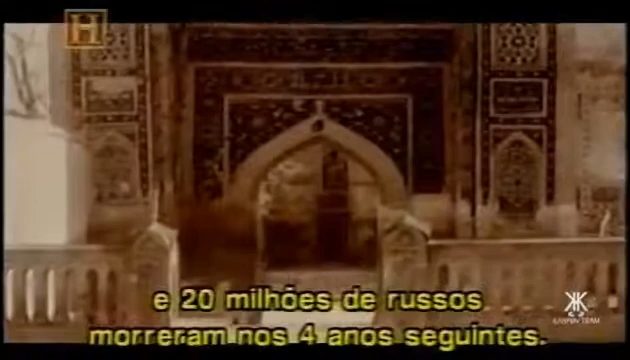 H
e 20 milhões de russos
morreram nos 4 anos seguintes.